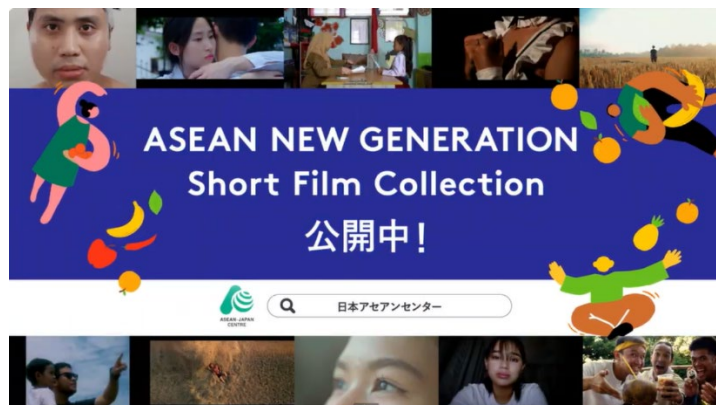 ASEAN NEW GENERATION
Short Film Collection
公開中!
ASEAN-JAPAN
CENTRE
日本アセアンセンター